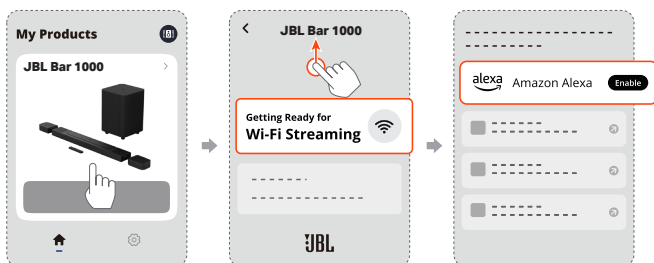 My Products
JBL Bar 1000
JBL Bar 1000
Getting Ready for
Wi-Fi Streaming
JBL
alexa Amazon Alexa Enable